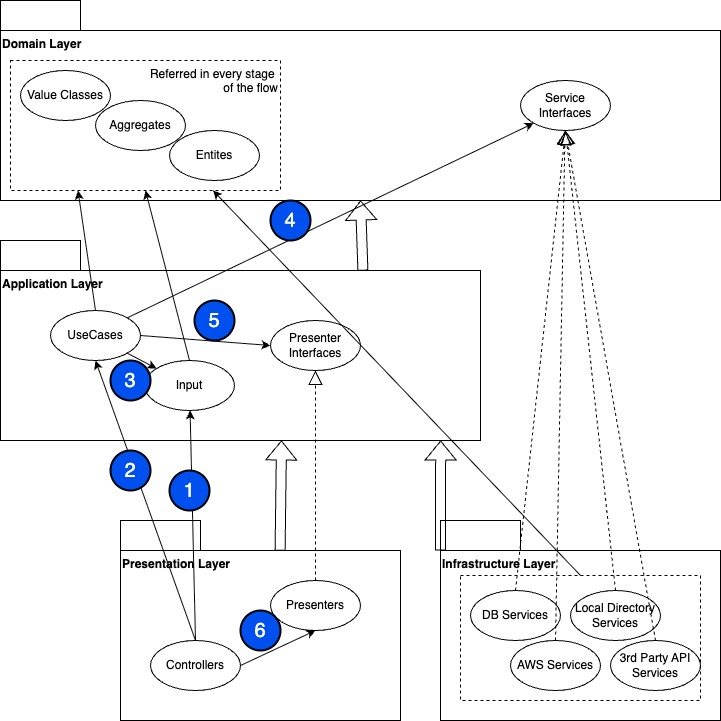 Domain Layer
Referred in every stage
of the flow
Value Classes
Aggregates
Entites
Service
Interfaces
4
Application Layer
UseCases
5
Presenter
Interfaces
3
Input
2
1
Presentation Layer
Presenters
6
Controllers
Infrastructure Layer
DB Services
Local Directory
Services
AWS Services
3rd Party API
Services